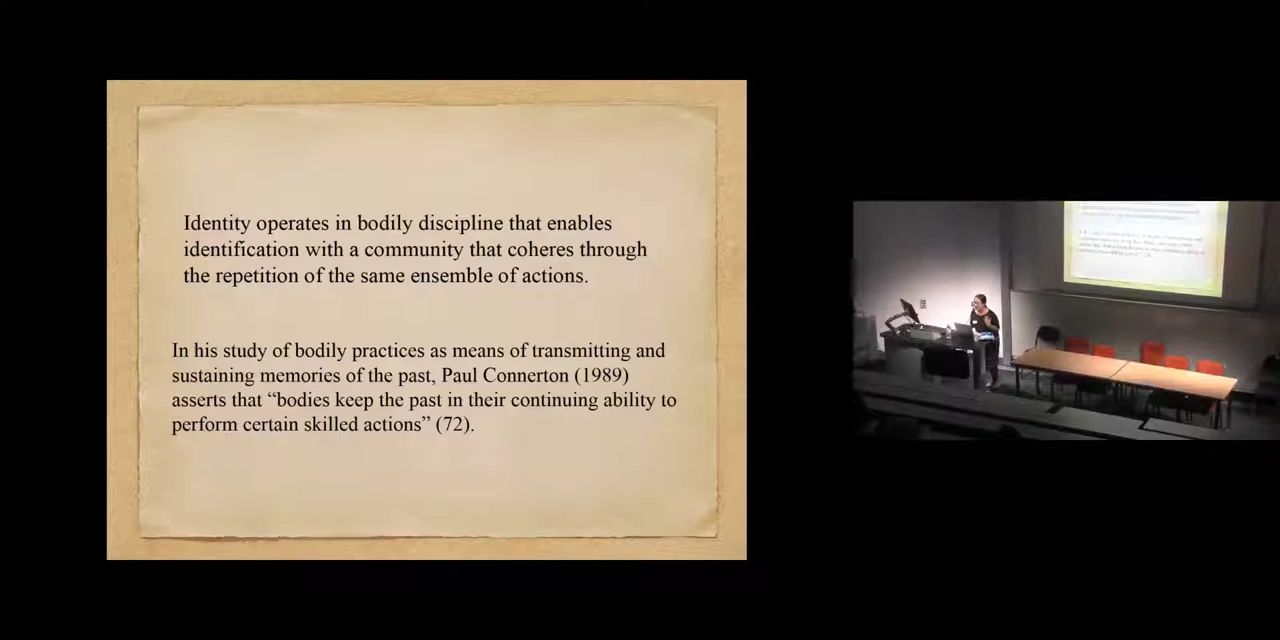 Identity operates in bodily discipline that enables
identification with a community that coheres through
the repetition of the same ensemble of actions.
In his study of bodily practices as means of transmitting and
sustaining memories of the past, Paul Connerton (1989)
asserts that “bodies keep the past in their continuing ability to
perform certain skilled actions” (72).